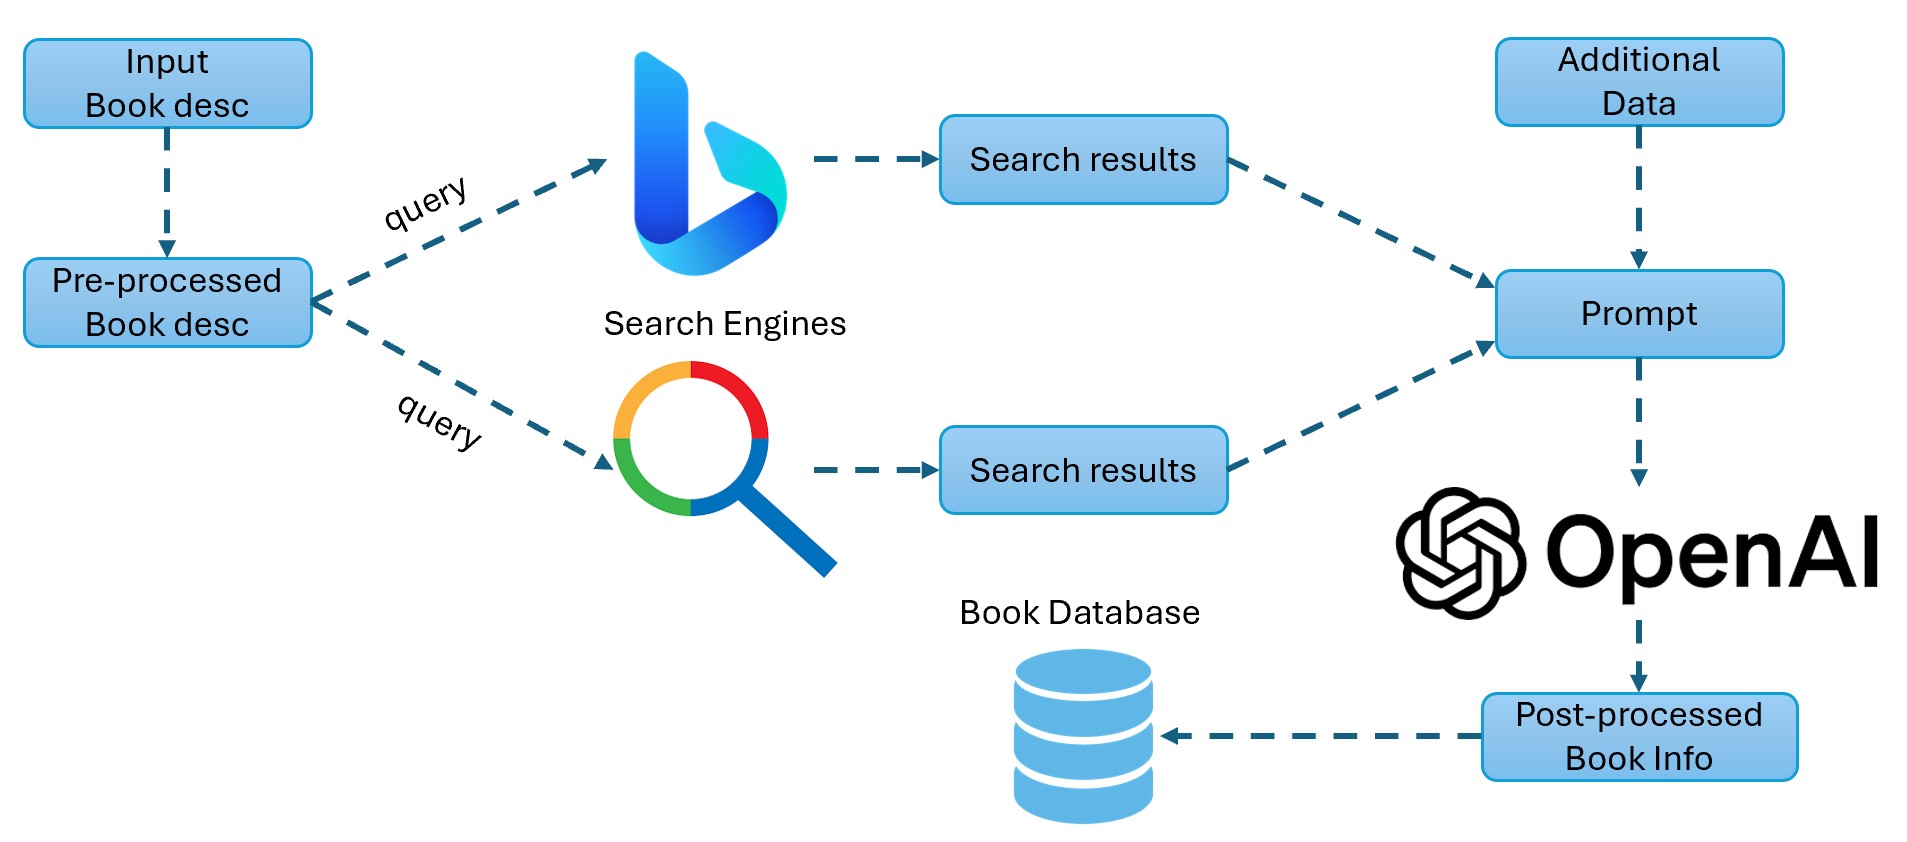 Input
Book desc
Pre-processed
Book desc
query
query
Search Engines
Search results
Search results
Additional
Data
Prompt
OpenAI
Post-processed
Book Info
Book Database